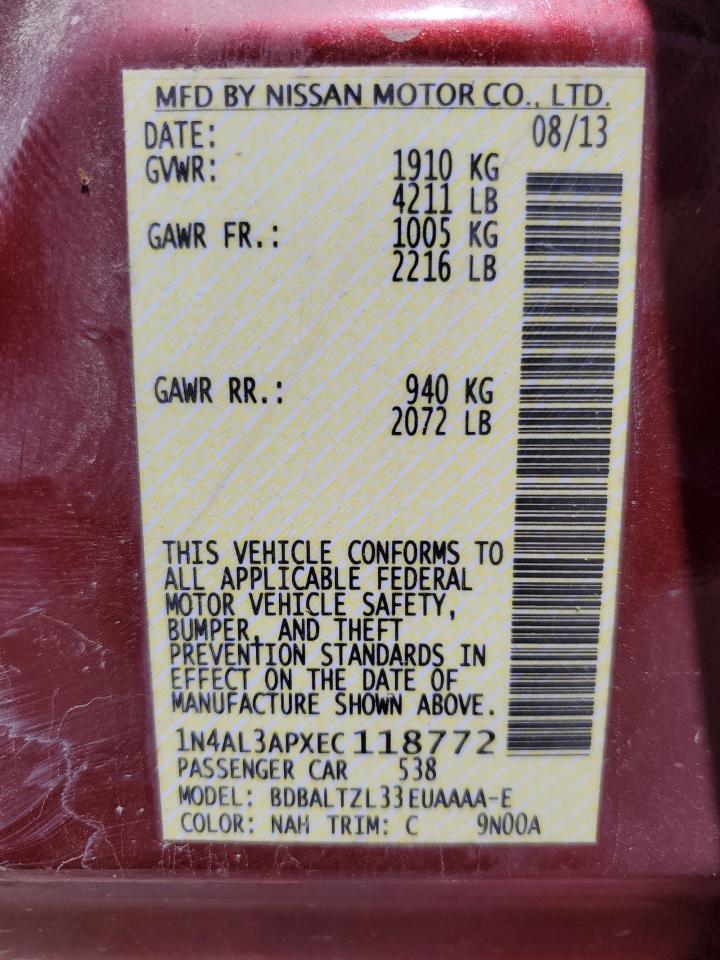 MFD BY NISSAN MOTOR CO., LTD.
DATE: 08/13
GVWR: 1910 KG
4211 LB
GAWR FR.: 1005 KG
2216 LB
GAWR RR.: 940 KG
2072 LB
THIS VEHICLE CONFORMS TO
ALL APPLICABLE FEDERAL
MOTOR VEHICLE SAFETY,
BUMPER, AND THEFT
PREVENTION STANDARDS IN
EFFECT ON THE DATE OF
MANUFACTURE SHOWN ABOVE.
1N4AL3APXEC118772
PASSENGER CAR 538
MODEL: BDBALTZL33EUAAAA-E
COLOR: NAH TRIM: C 9N00A